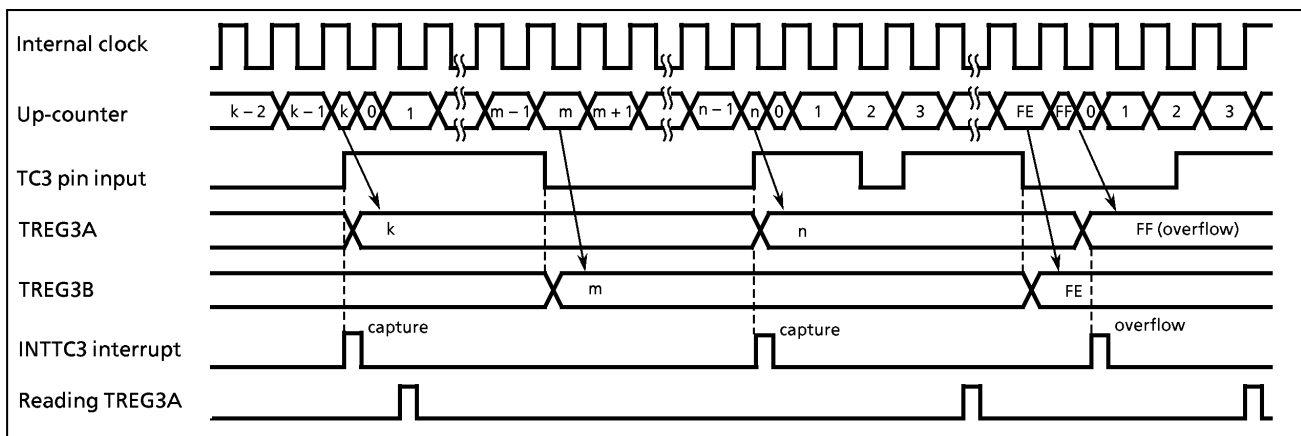 Internal clock
Up-counter k – 2 k – 1 k 0 1 m – 1 m m + 1 n – 1 n 0 1 2 3 FE FF 0 1 2 3
TC3 pin input
TREG3A k n FF (overflow)
TREG3B m FE
capture capture overflow
INTTC3 interrupt
Reading TREG3A